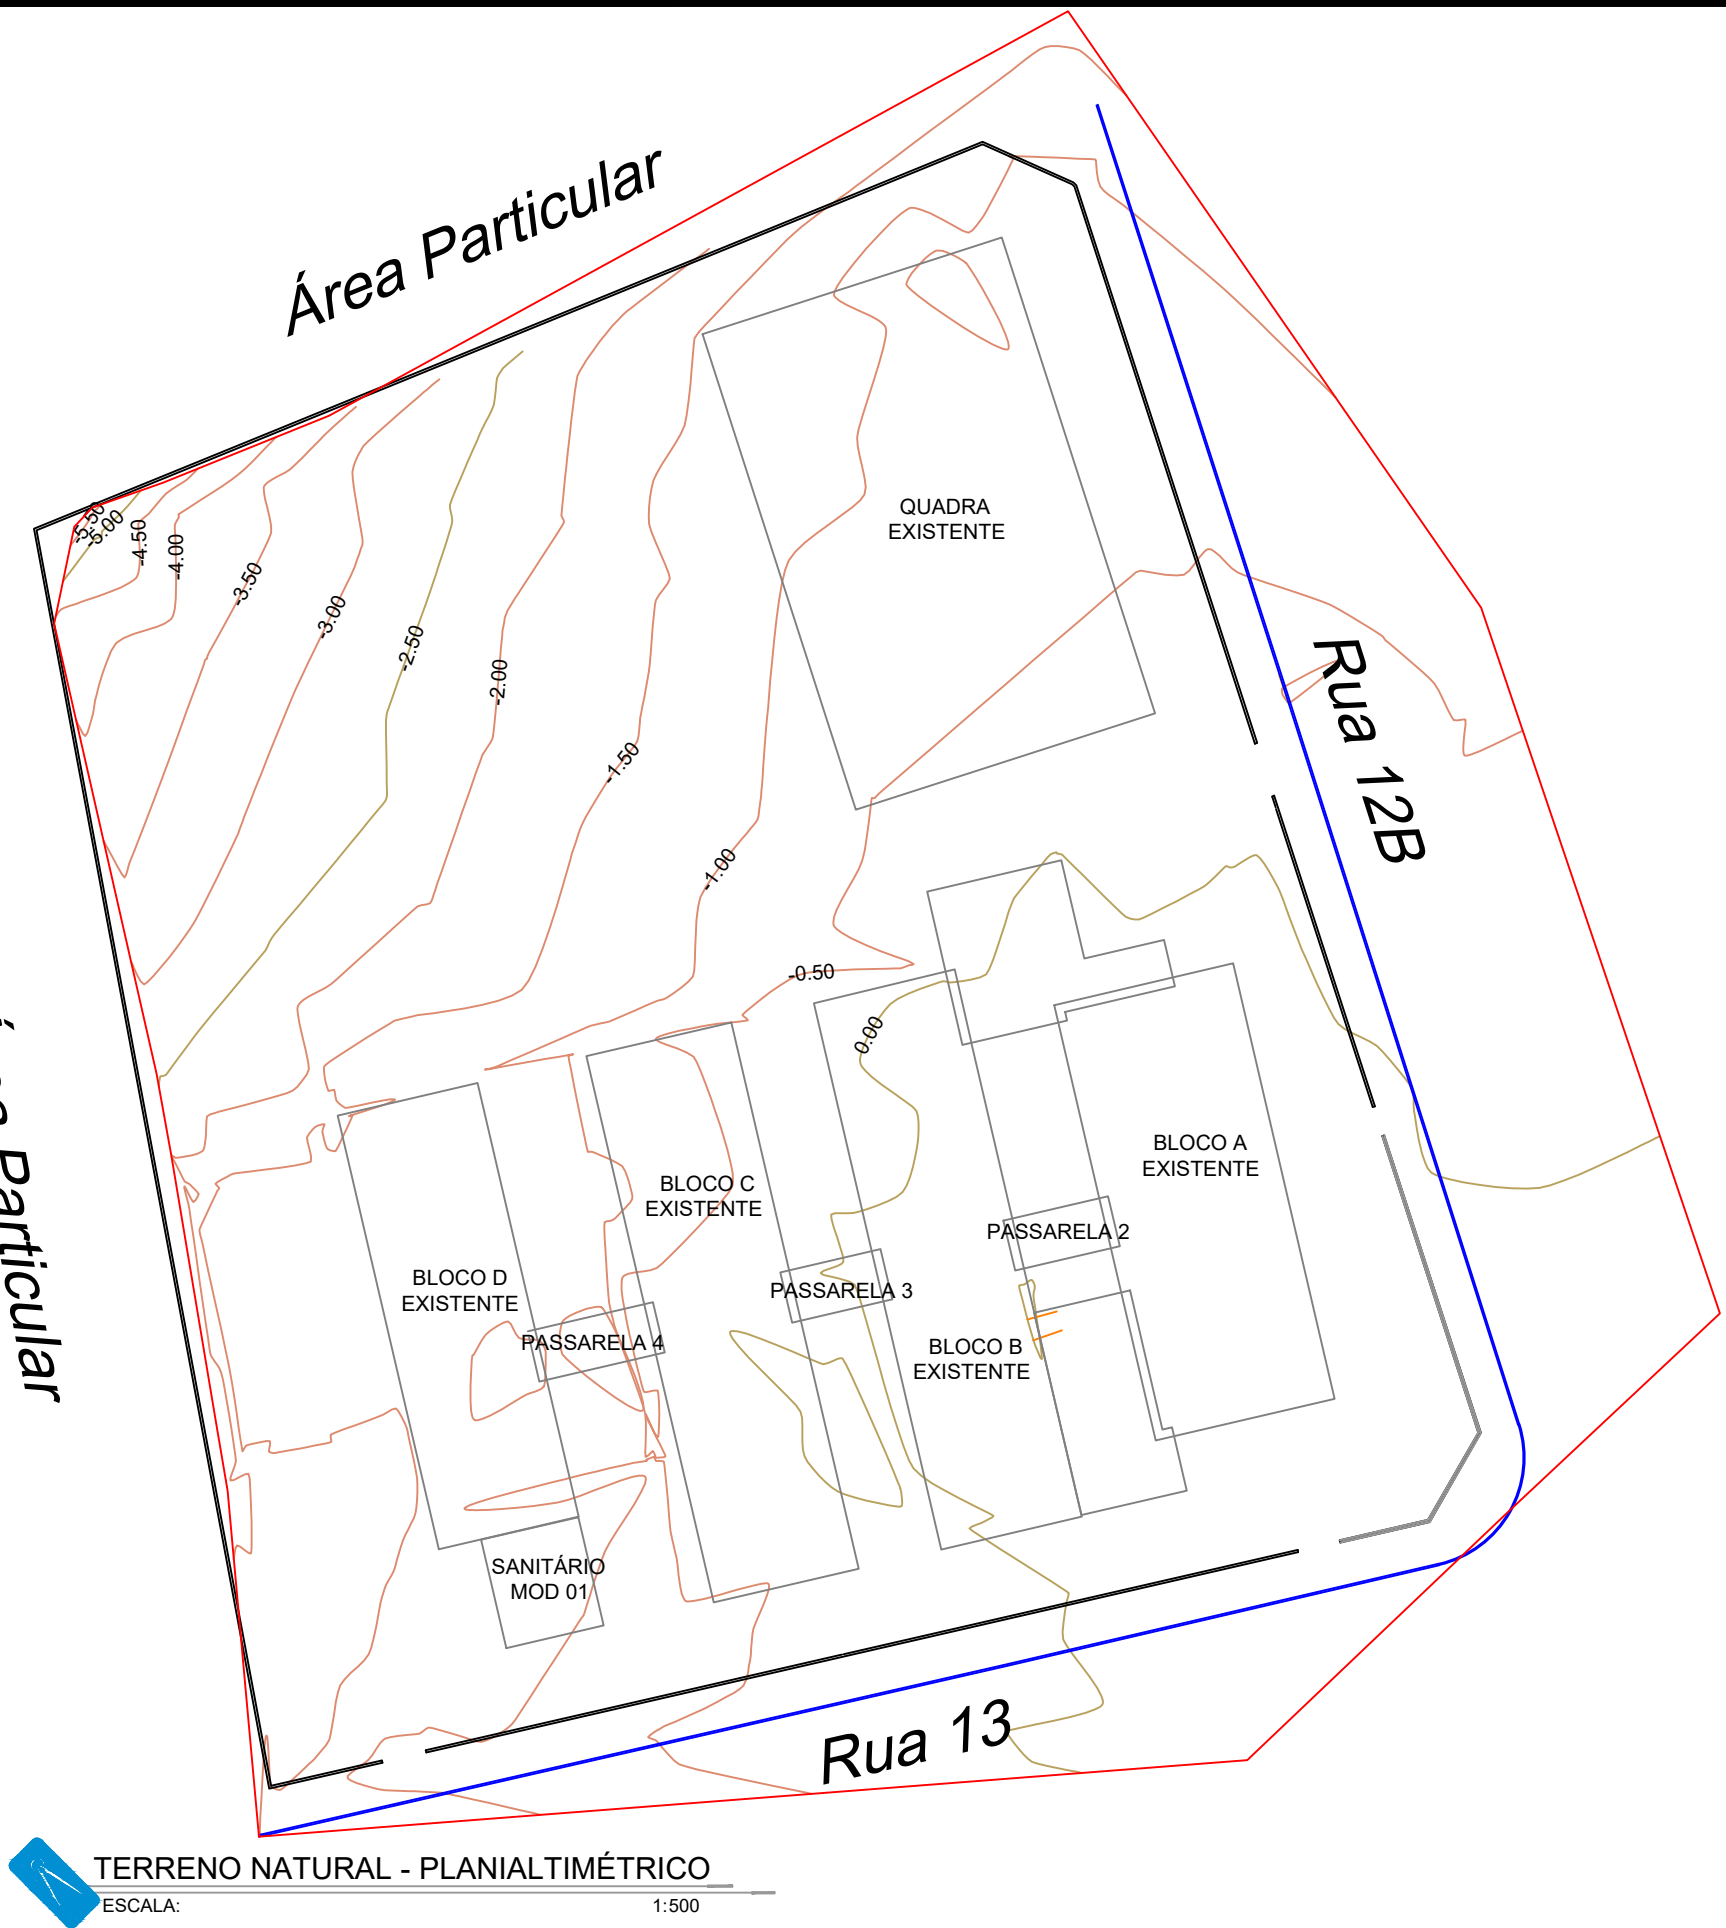 Área Particular
-5.50
-5.00
-4.50
-4.00
-3.50
-3.00
-2.50
-2.00
-1.50
-1.00
-0.50
0.00
QUADRA
EXISTENTE
Rua 12B
BLOCO A
EXISTENTE
BLOCO C
EXISTENTE
PASSARELA 2
BLOCO D
EXISTENTE
PASSARELA 3
PASSARELA 4
BLOCO B
EXISTENTE
Área Particular
SANITÁRIO
MOD 01
Rua 13
TERRENO NATURAL - PLANIALTIMÉTRICO
ESCALA: 1:500